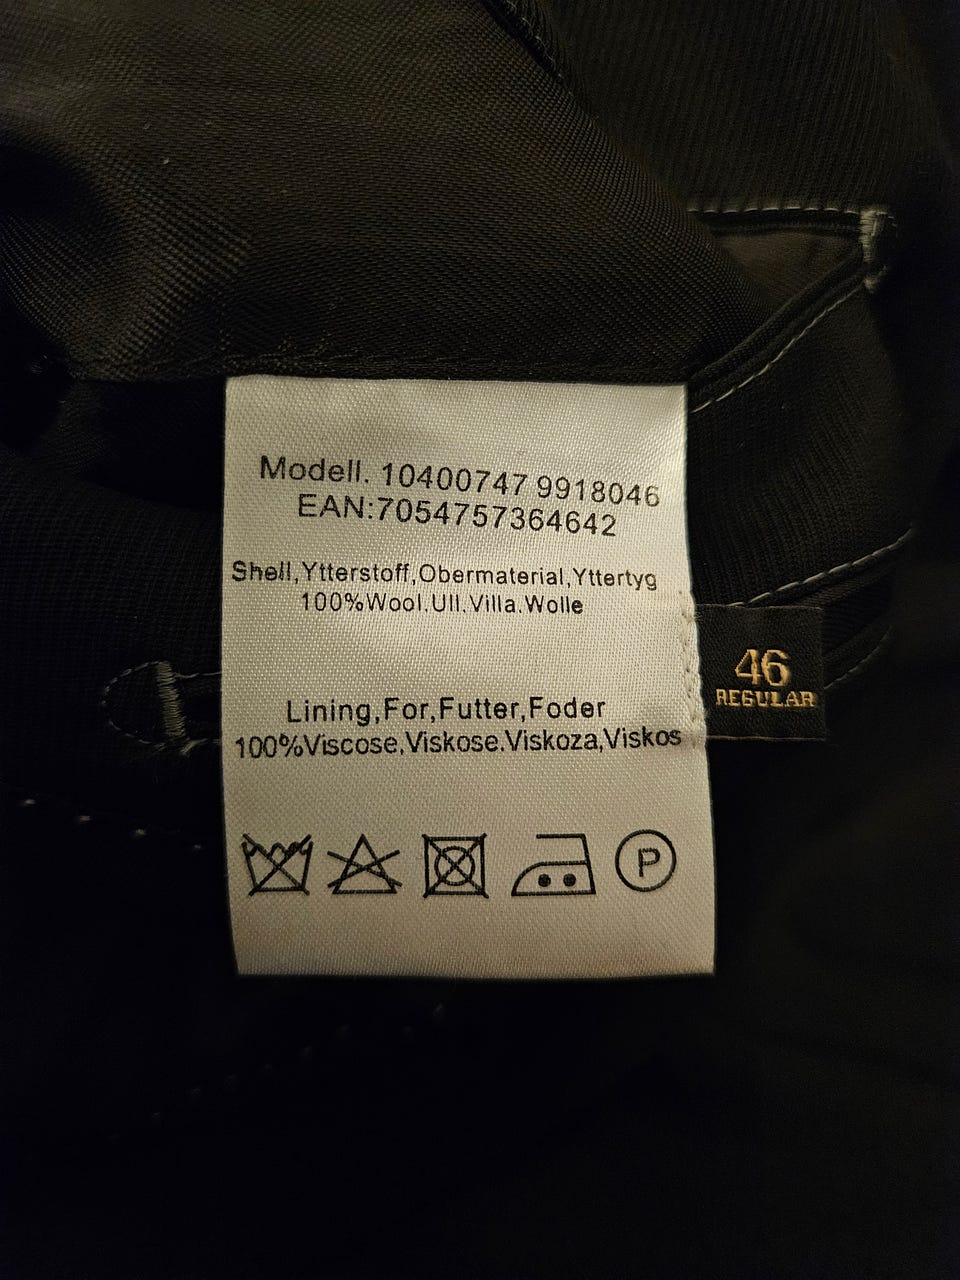 Modell. 10400747 9918046
EAN:7054757364642
Shell,Ytterstoff,Obermaterial,Yttertyg
100%Wool.Ull.Villa.Wolle
Lining,For,Futter,Foder
100%Viscose,Viskose.Viskoza,Viskos
P
46
REGULAR